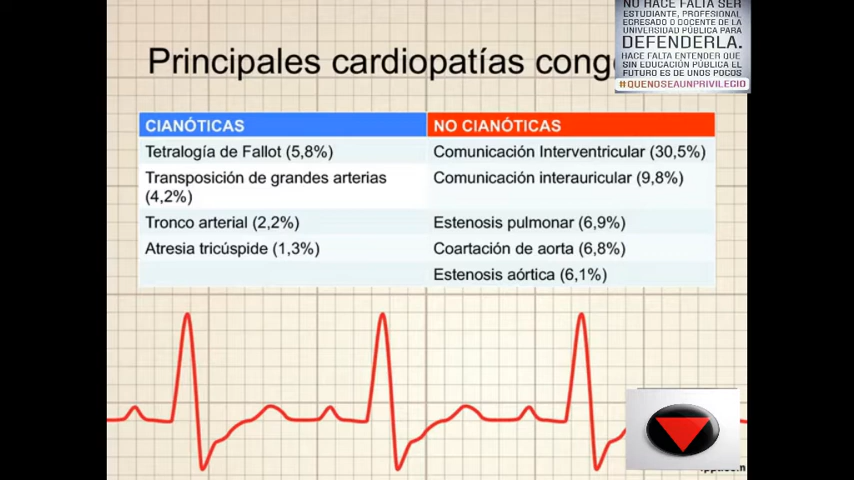 NO HACE FALTA SER
ESTUDIANTE, PROFESIONAL
EGRESADO O DOCENTE DE LA
UNIVERSIDAD PÚBLICA PARA
DEFENDERLA.
HACE FALTA ENTENDER QUE
SIN EDUCACIÓN PÚBLICA EL
FUTURO ES DE UNOS POCOS
#QUENOSEAUNPRIVILEGIO
Principales cardiopatías cong
CIANÓTICAS
NO CIANÓTICAS
Tetralogía de Fallot (5,8%)
Comunicación Interventricular (30,5%)
Transposición de grandes arterias
(4,2%)
Comunicación interauricular (9,8%)
Tronco arterial (2,2%)
Estenosis pulmonar (6,9%)
Atresia tricúspide (1,3%)
Coartación de aorta (6,8%)
Estenosis aórtica (6,1%)